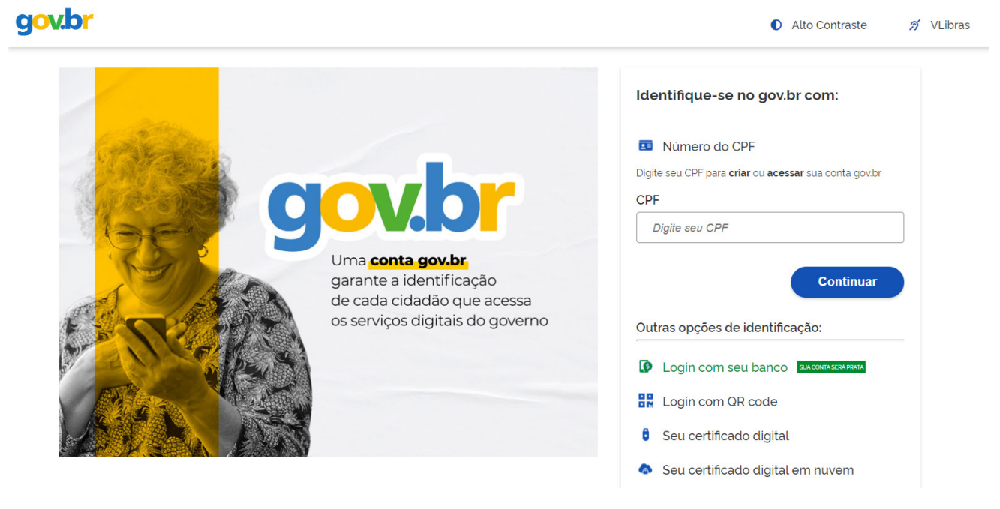 gov.br
Alto Contraste
VLibras
gov.br
Uma conta gov.br
garante a identificação
de cada cidadão que acessa
os serviços digitais do governo
Identifique-se no gov.br com:
Número do CPF
Digite seu CPF para criar ou acessar sua conta gov.br
CPF
Digite seu CPF
Continuar
Outras opções de identificação:
Login com seu banco SUA CONTA SERÁ PRATA
Login com QR code
Seu certificado digital
Seu certificado digital em nuvem